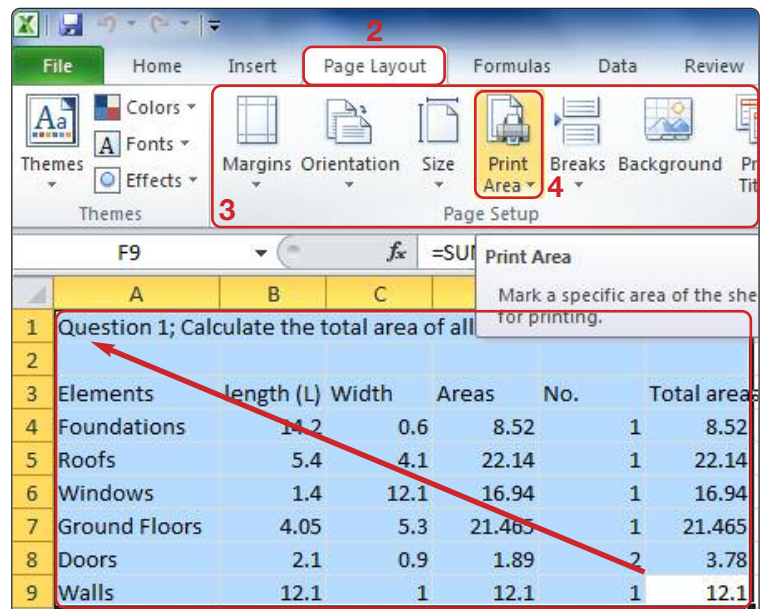 2
File Home Insert Page Layout Formulas Data Review
Aa Colors
A Fonts
Effects
Themes Margins Orientation Size Print Area Breaks Background
4
Themes 3 Page Setup
F9 fx =SU
Print Area
Mark a specific area of the she
for printing.
A B C
1 Question 1; Calculate the total area of all
2
3 Elements length (L) Width Areas No. Total areas
4 Foundations 14.2 0.6 8.52 1 8.52
5 Roofs 5.4 4.1 22.14 1 22.14
6 Windows 1.4 12.1 16.94 1 16.94
7 Ground Floors 4.05 5.3 21.465 1 21.465
8 Doors 2.1 0.9 1.89 2 3.78
9 Walls 12.1 1 12.1 1 12.1